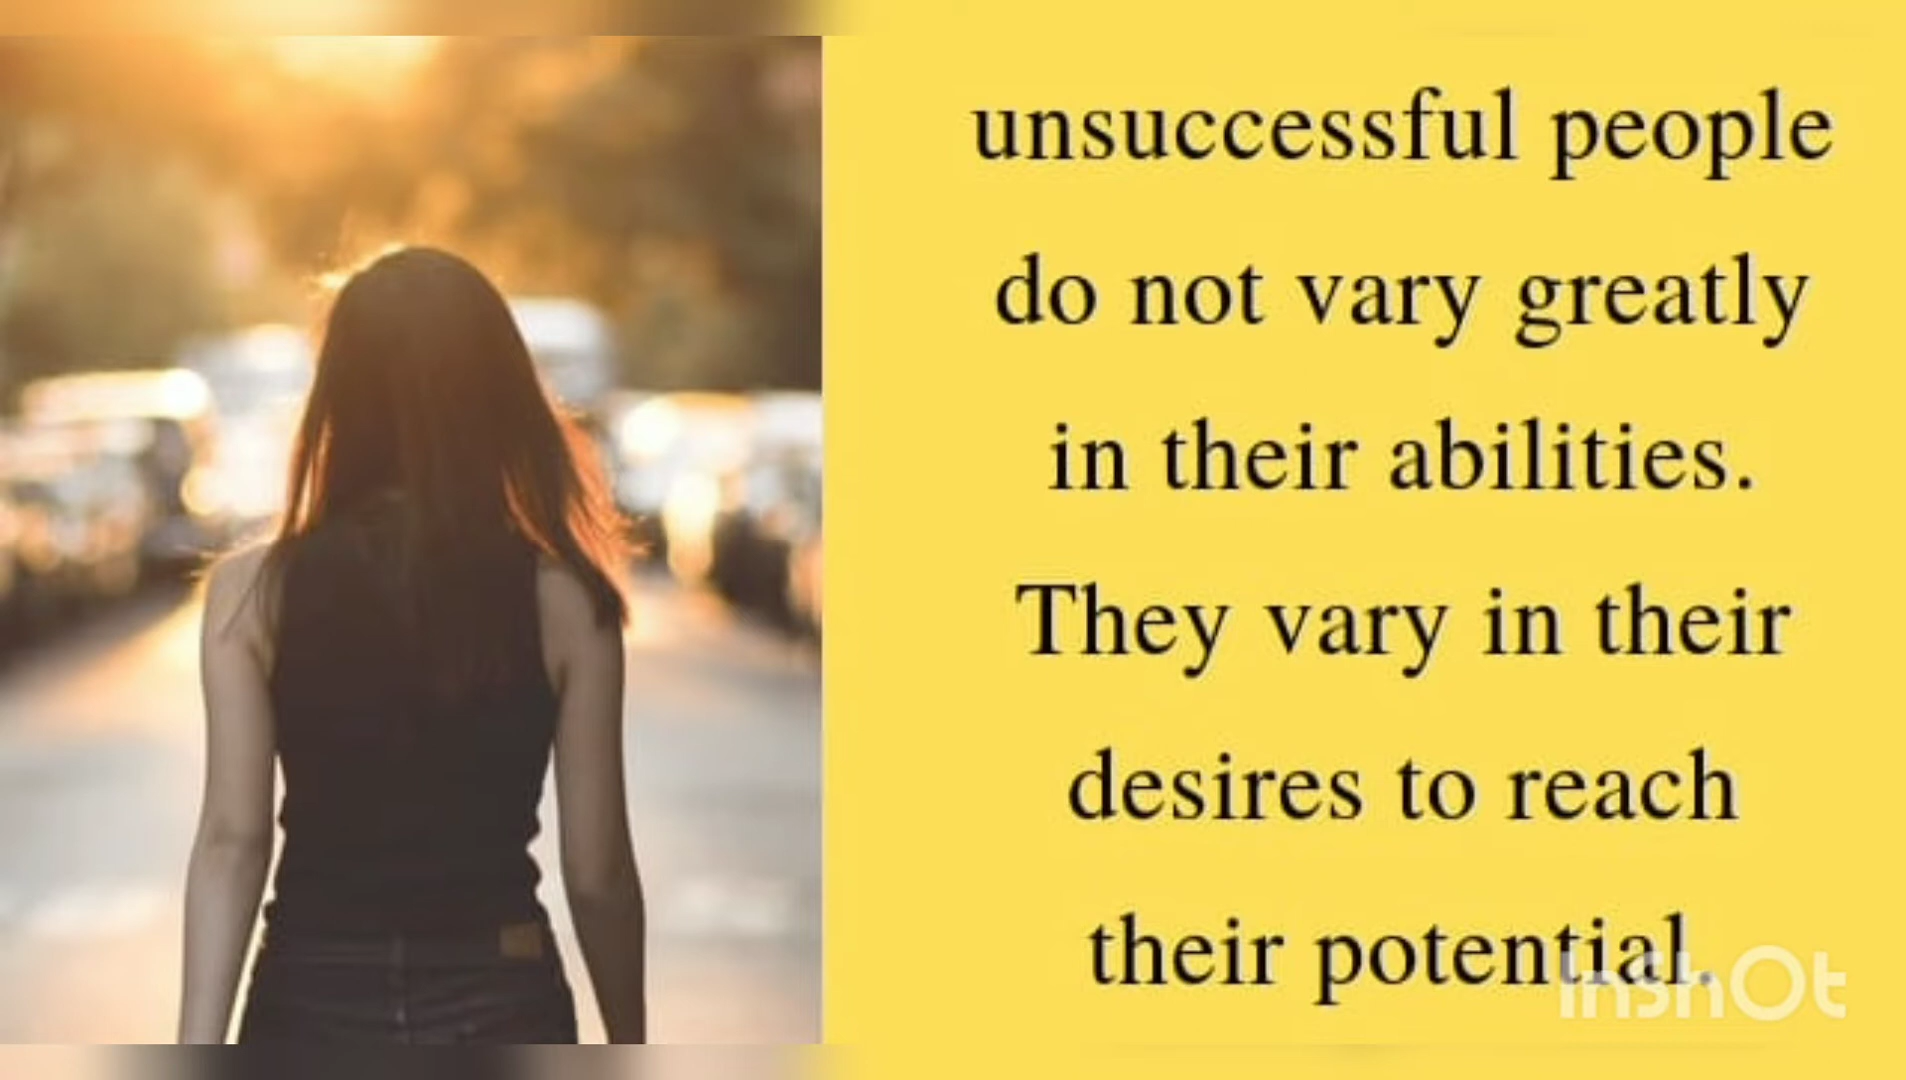 unsuccessful people
do not vary greatly
in their abilities.
They vary in their
desires to reach
their potential.
InShOt